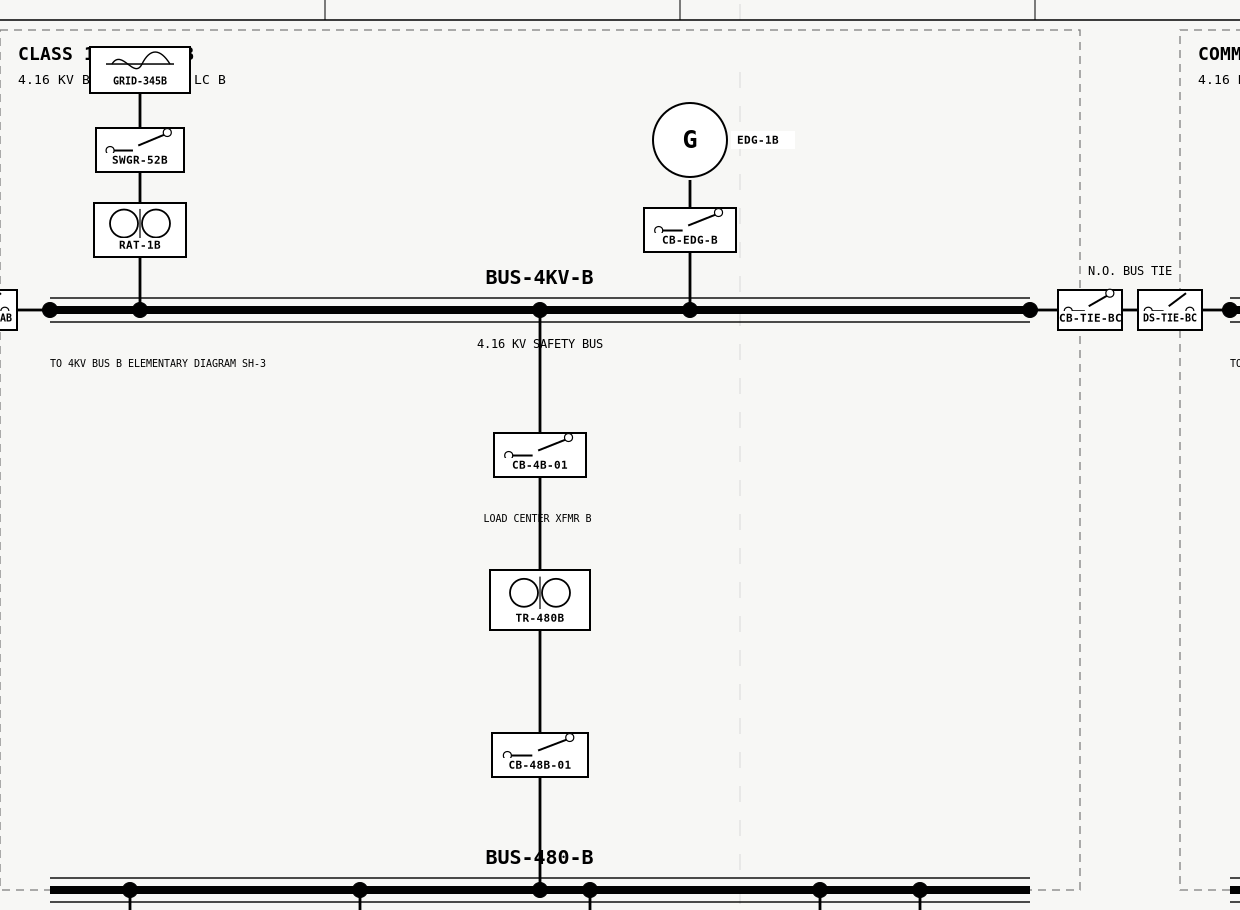 CLASS 1
GRID-345B
4.16 KV B
LC B
COMM
4.16
SWGR-52B
G
EDG-1B
RAT-1B
CB-EDG-B
BUS-4KV-B
N.O. BUS TIE
AB
CB-TIE-BC
DS-TIE-BC
4.16 KV SAFETY BUS
TO 4KV BUS B ELEMENTARY DIAGRAM SH-3
TO
CB-4B-01
LOAD CENTER XFMR B
TR-480B
CB-48B-01
BUS-480-B